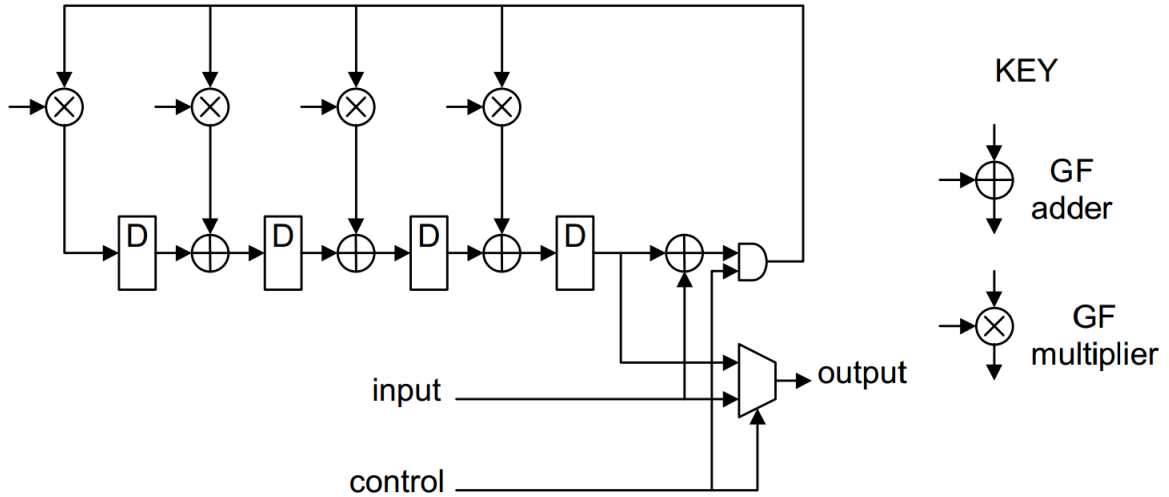 KEY
GF
adder
D
D
D
D
GF
multiplier
input
output
control